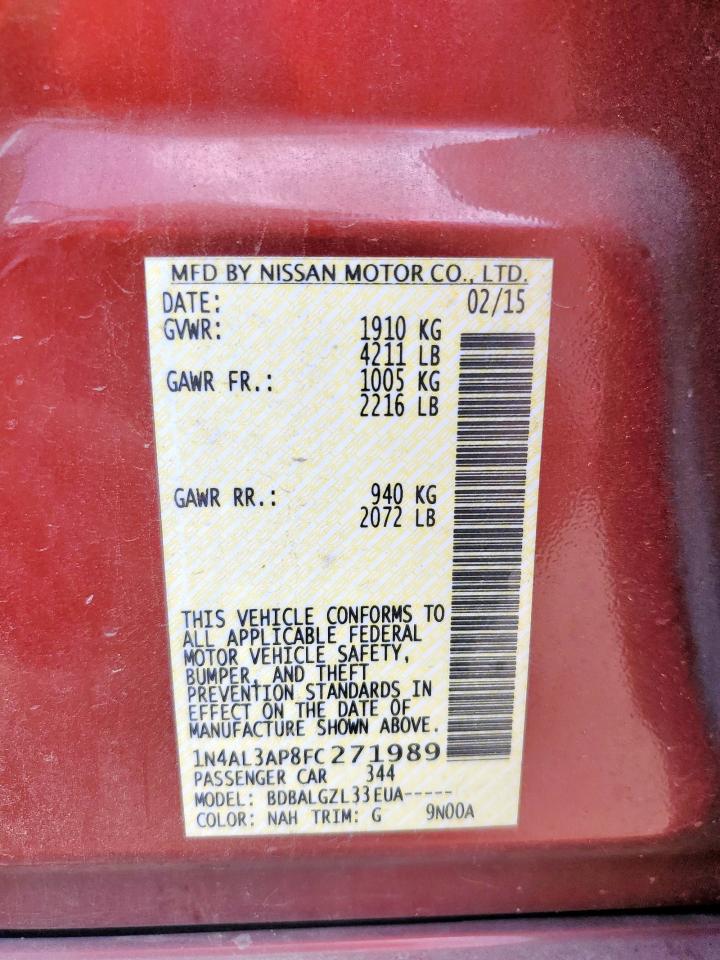 MFD BY NISSAN MOTOR CO., LTD.
DATE: 02/15
GVWR: 1910 KG
4211 LB
GAWR FR.: 1005 KG
2216 LB
GAWR RR.: 940 KG
2072 LB
THIS VEHICLE CONFORMS TO
ALL APPLICABLE FEDERAL
MOTOR VEHICLE SAFETY,
BUMPER, AND THEFT
PREVENTION STANDARDS IN
EFFECT ON THE DATE OF
MANUFACTURE SHOWN ABOVE.
1N4AL3AP8FC271989
PASSENGER CAR 344
MODEL: BDBALGZL33EUA-----
COLOR: NAH TRIM: G 9N00A